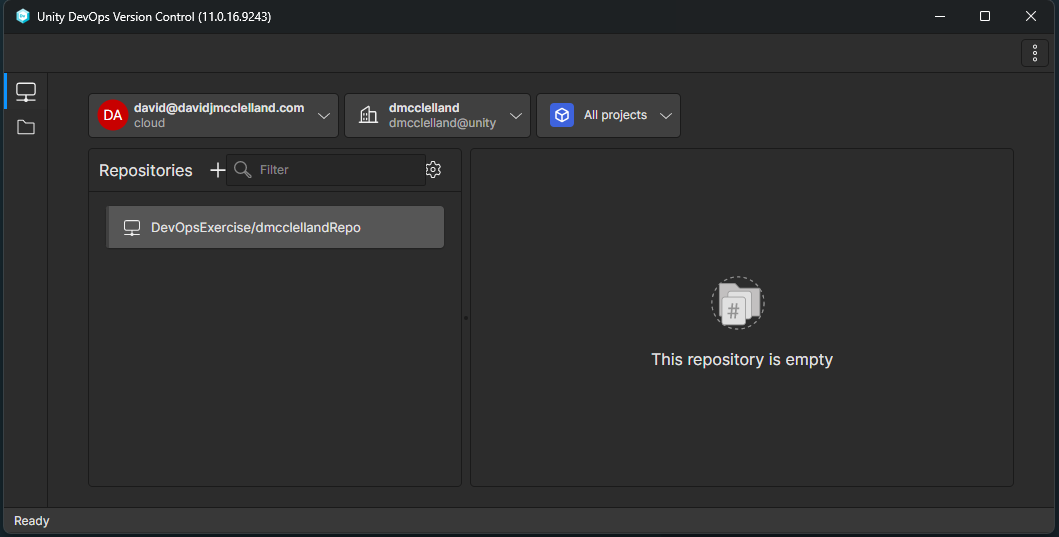 Unity DevOps Version Control (11.0.16.9243)
DA
david@davidjmcclelland.com
cloud
dmcclelland
dmcclelland@unity
All projects
Repositories
Filter
DevOpsExercise/dmcclellandRepo
#
This repository is empty
Ready